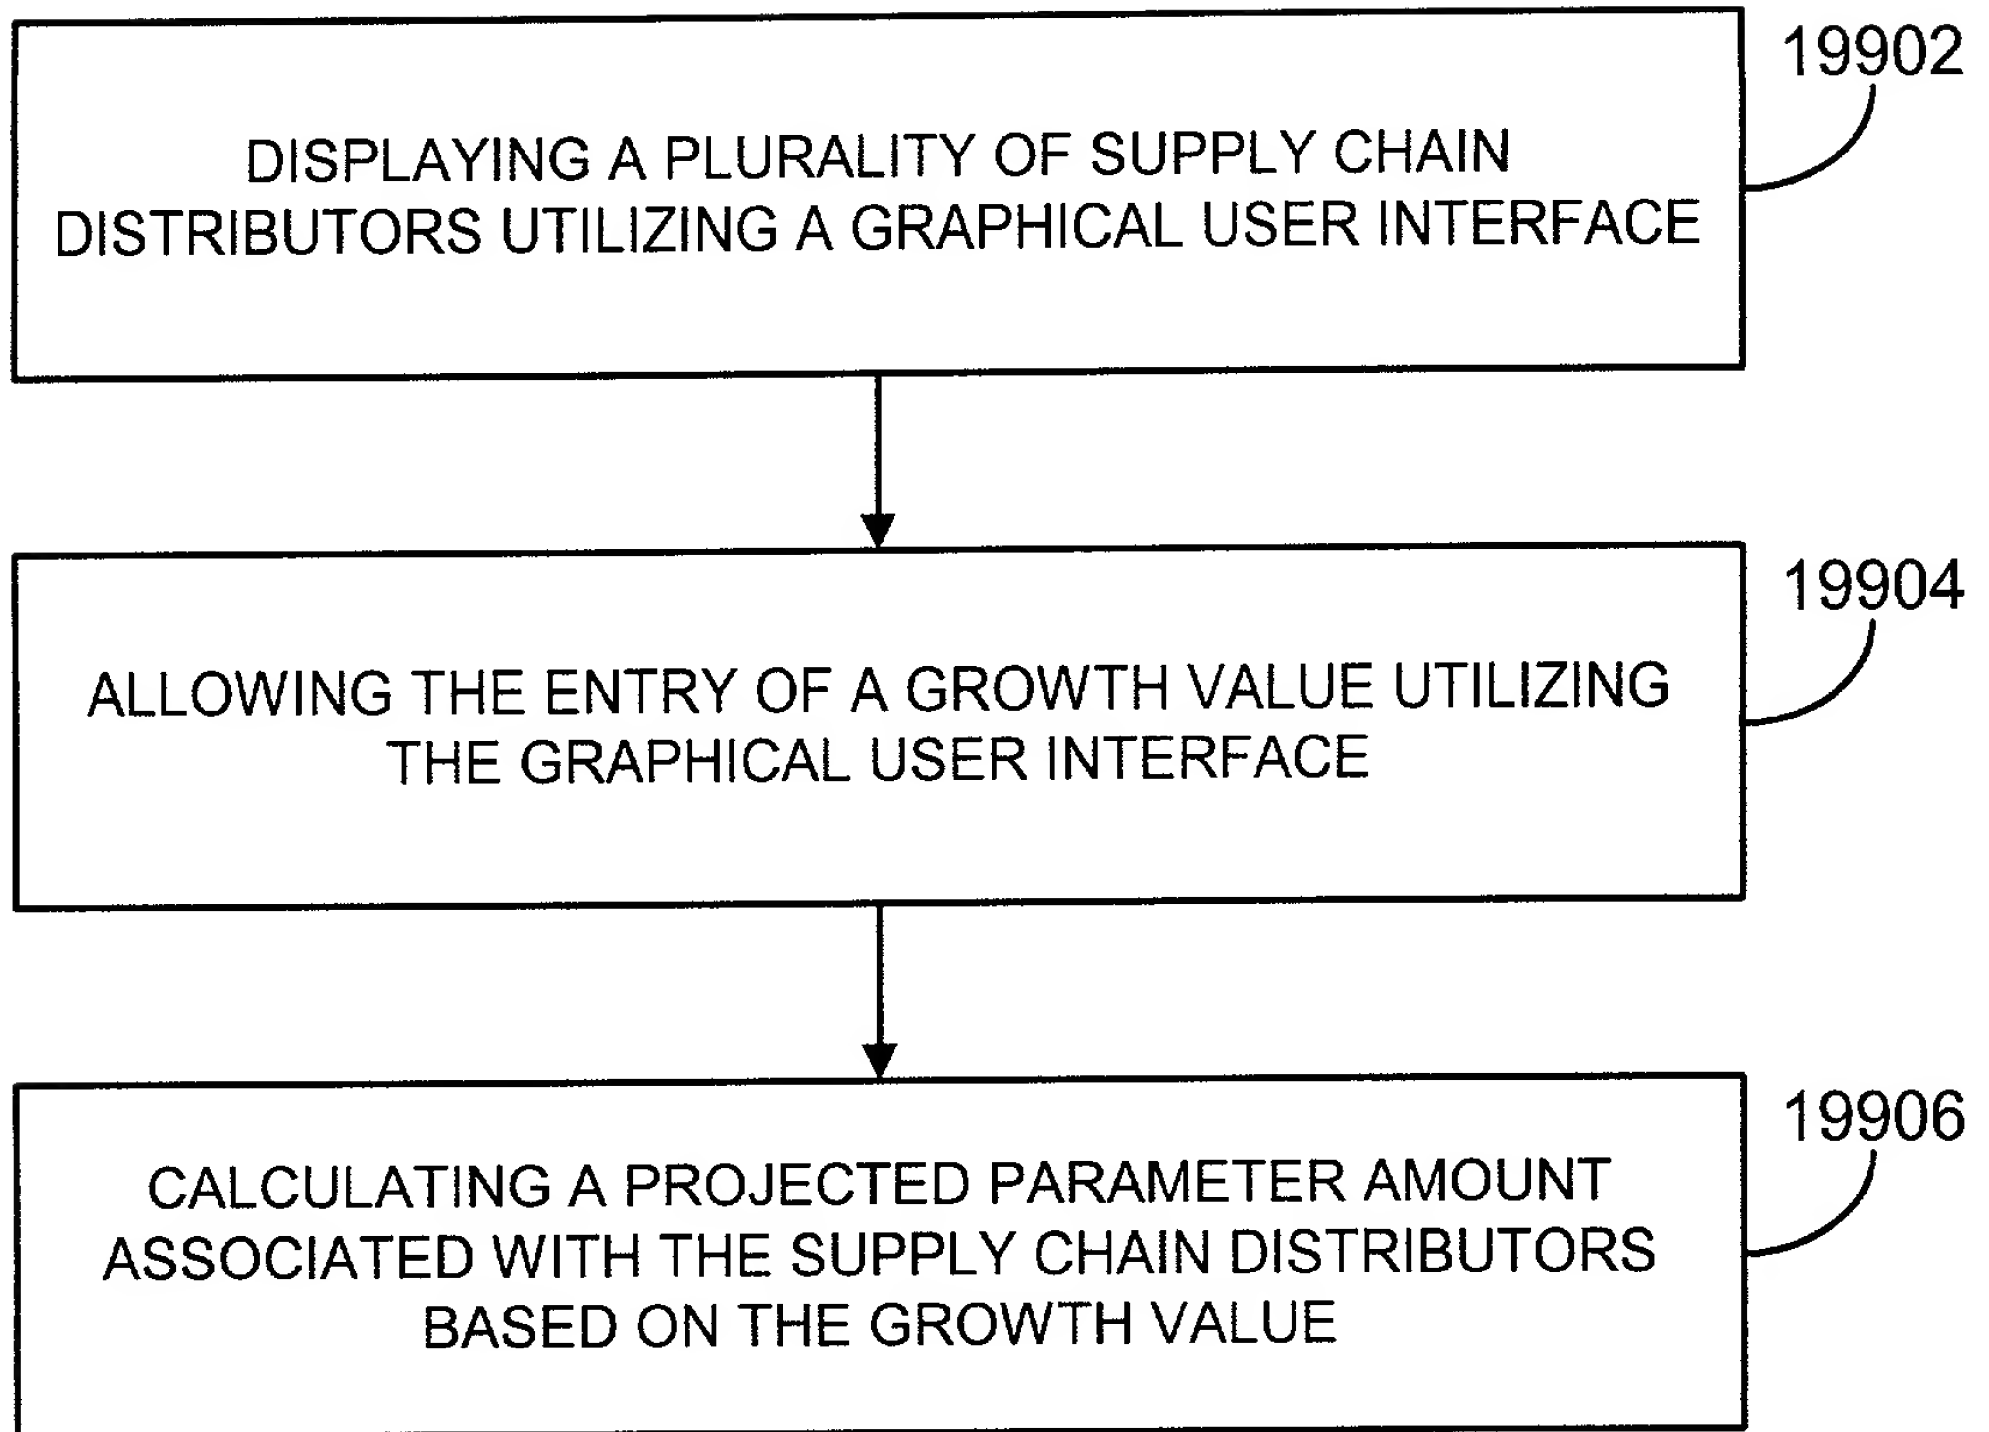 19902
DISPLAYING A PLURALITY OF SUPPLY CHAIN
DISTRIBUTORS UTILIZING A GRAPHICAL USER INTERFACE
19904
ALLOWING THE ENTRY OF A GROWTH VALUE UTILIZING
THE GRAPHICAL USER INTERFACE
19906
CALCULATING A PROJECTED PARAMETER AMOUNT
ASSOCIATED WITH THE SUPPLY CHAIN DISTRIBUTORS
BASED ON THE GROWTH VALUE